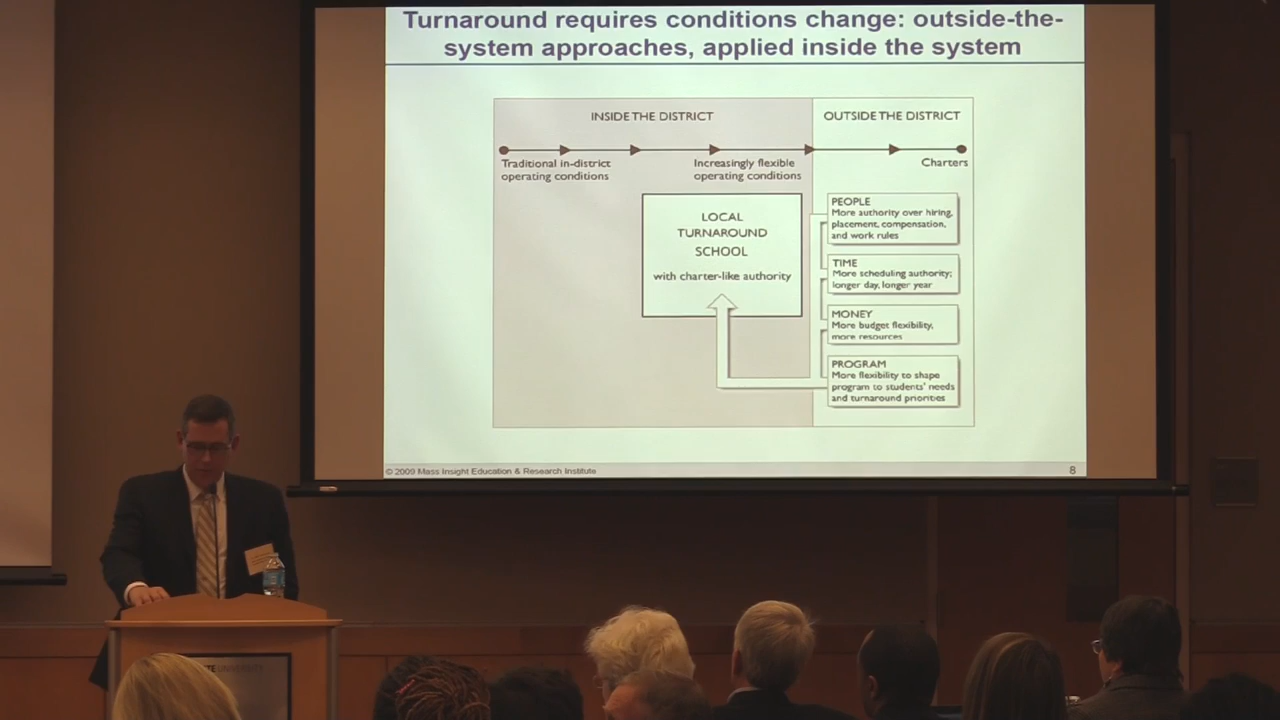 Turnaround requires conditions change: outside-the-
system approaches, applied inside the system
INSIDE THE DISTRICT
OUTSIDE THE DISTRICT
Traditional in-district
operating conditions
Increasingly flexible
operating conditions
Charters
LOCAL
TURNAROUND
SCHOOL
with charter-like authority
PEOPLE
More authority over hiring,
placement, compensation,
and work rules
TIME
More scheduling authority;
longer day, longer year
MONEY
More budget flexibility,
more resources
PROGRAM
More flexibility to shape
program to students' needs
and turnaround priorities
© 2009 Mass Insight Education & Research Institute
8
UNIVERSITY